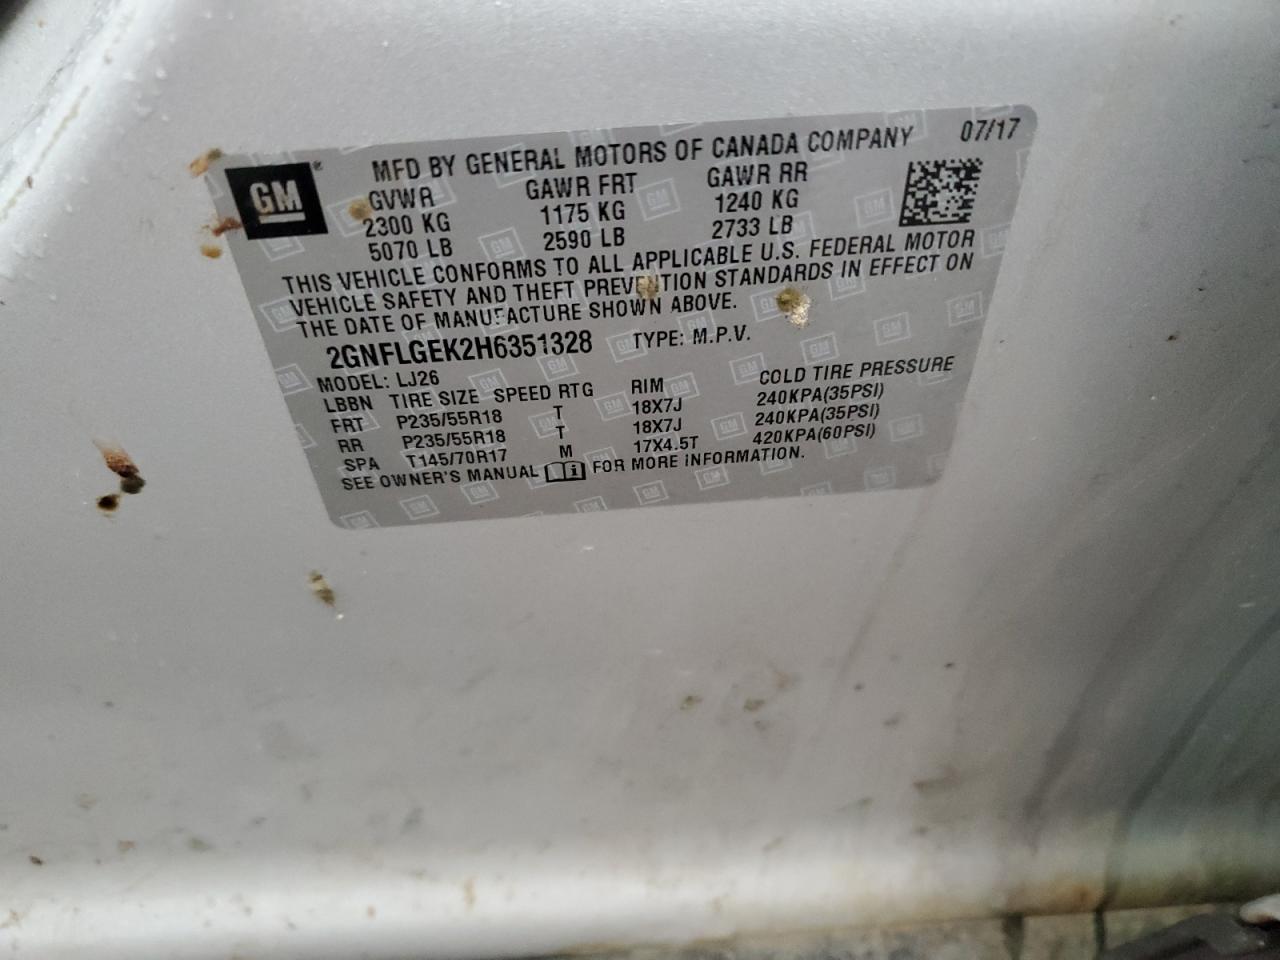 GM ® MFD BY GENERAL MOTORS OF CANADA COMPANY 07/17
GVWR GAWR FRT GAWR RR
2300 KG 1175 KG 1240 KG
5070 LB 2590 LB 2733 LB
THIS VEHICLE CONFORMS TO ALL APPLICABLE U.S. FEDERAL MOTOR
VEHICLE SAFETY AND THEFT PREVENTION STANDARDS IN EFFECT ON
THE DATE OF MANUFACTURE SHOWN ABOVE.
2GNFLGEK2H6351328 TYPE: M.P.V.
MODEL: LJ26
LBBN TIRE SIZE SPEED RTG RIM COLD TIRE PRESSURE
FRT P235/55R18 T 18X7J 240KPA(35PSI)
RR P235/55R18 T 18X7J 240KPA(35PSI)
SPA T145/70R17 M 17X4.5T 420KPA(60PSI)
SEE OWNER'S MANUAL i FOR MORE INFORMATION.